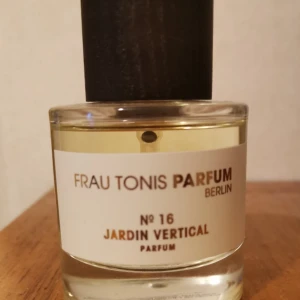 FRAU TONIS PARFUM
BERLIN
Nº 16
JARDIN VERTICAL
PARFUM